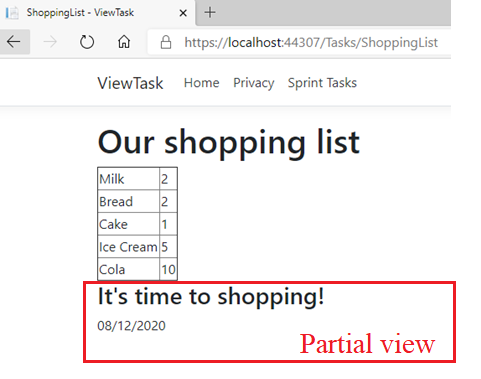 ShoppingList - ViewTask
https://localhost:44307/Tasks/ShoppingList
ViewTask Home Privacy Sprint Tasks
Our shopping list
Milk 2
Bread 2
Cake 1
Ice Cream 5
Cola 10
It's time to shopping!
08/12/2020
Partial view